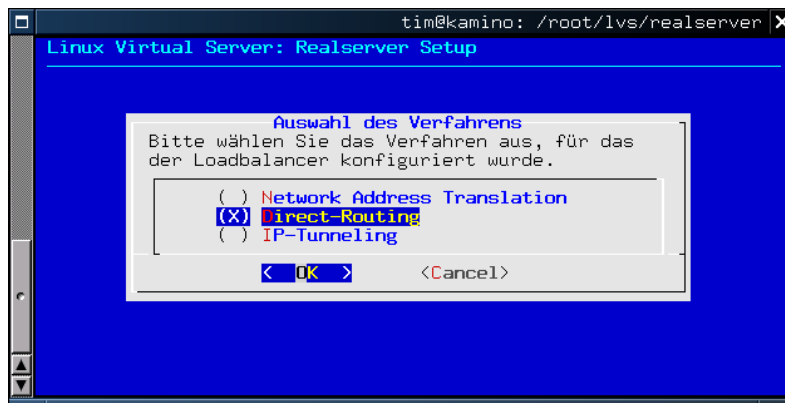 tim@kamino: /root/lvs/realserver
Linux Virtual Server: Realserver Setup
Auswahl des Verfahrens
Bitte wählen Sie das Verfahren aus, für das
der Loadbalancer konfiguriert wurde.
( ) Network Address Translation
(X) Direct-Routing
( ) IP-Tunneling
< OK > <Cancel>